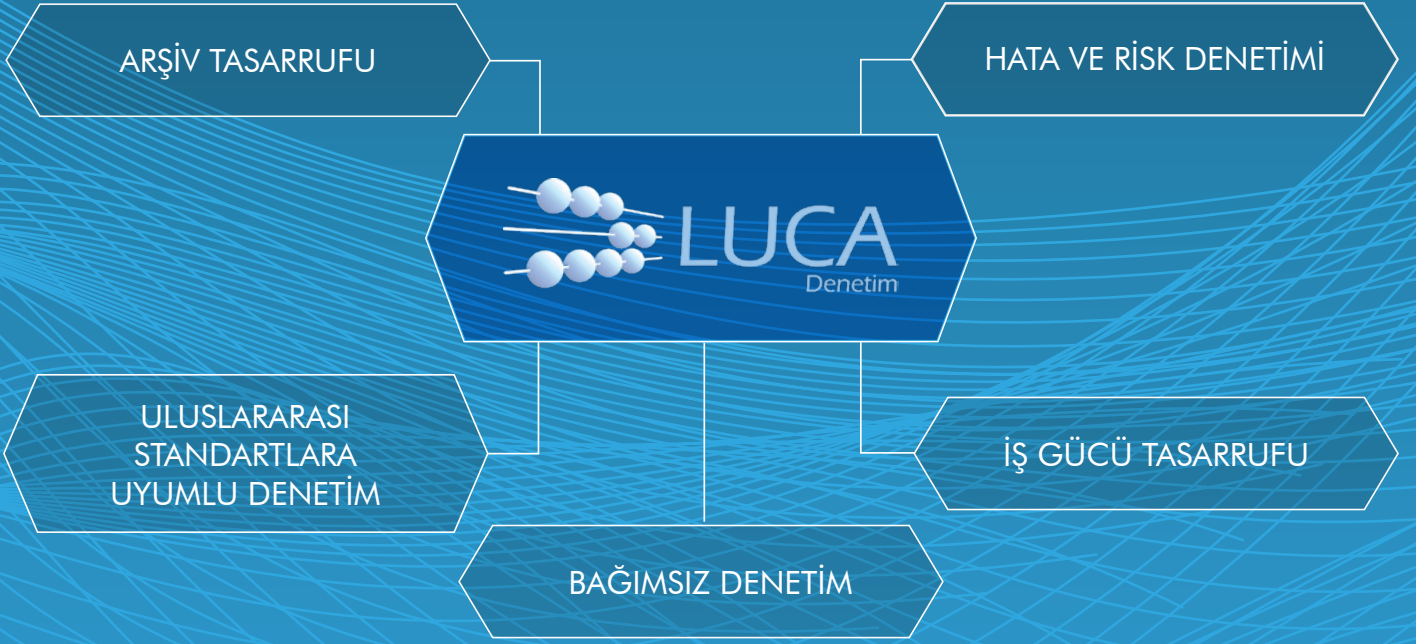 ARŞİV TASARRUFU
HATA VE RİSK DENETİMİ
LUCA
Denetim
ULUSLARARASI
STANDARTLARA
UYUMLU DENETİM
İŞ GÜCÜ TASARRUFU
BAĞIMSIZ DENETİM